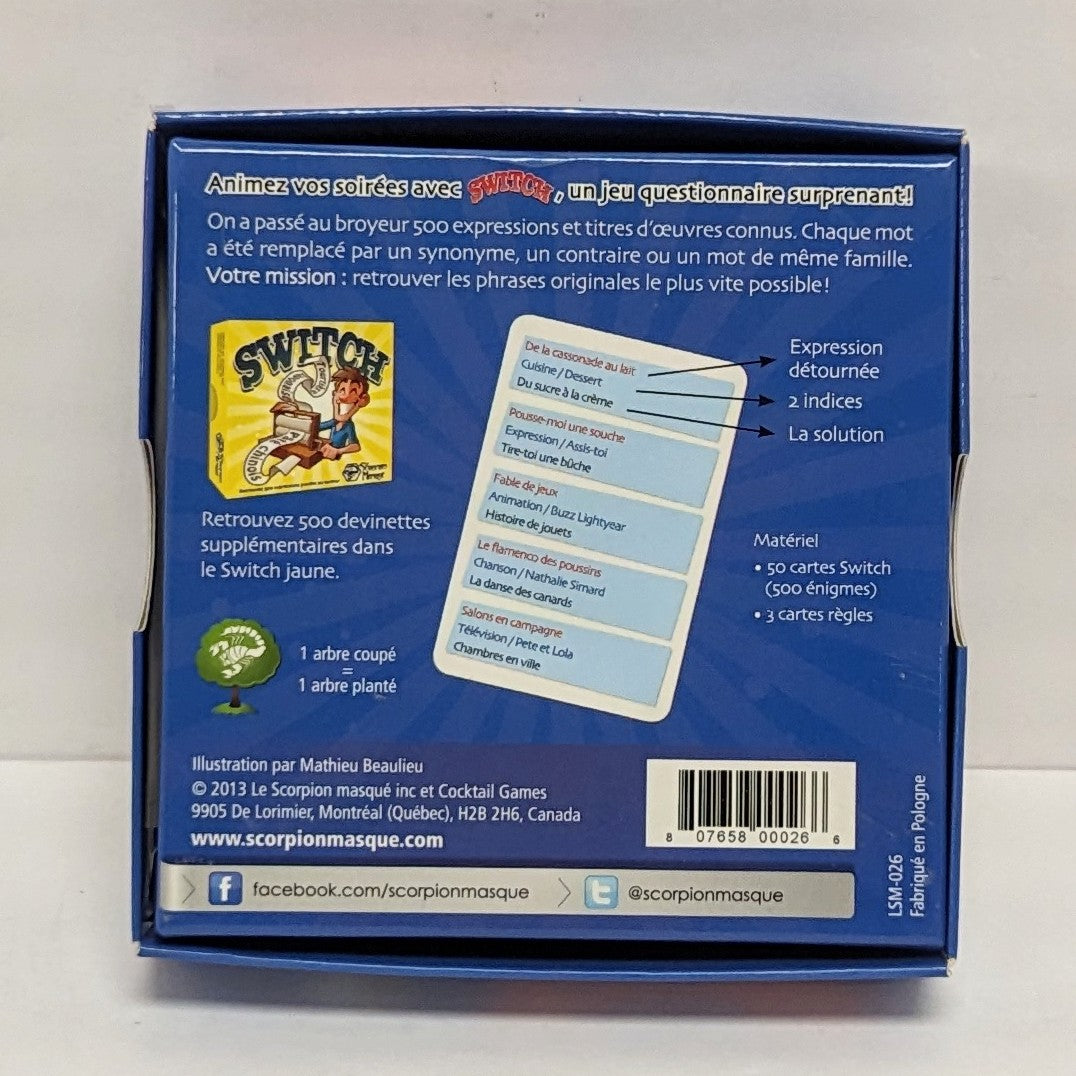 Animez vos soirées avec SWITCH, un jeu questionnaire surprenant!
On a passé au broyeur 500 expressions et titres d'œuvres connus. Chaque mot
a été remplacé par un synonyme, un contraire ou un mot de même famille.
Votre mission : retrouver les phrases originales le plus vite possible!
SWITCH
Chinois
Retrouvez 500 devinettes
supplémentaires dans
le Switch jaune.
1 arbre coupé
=
1 arbre planté
De la cassonade au lait
Cuisine / Dessert
Du sucre à la crème
Pousse-moi une souche
Expression / Assis-toi
Tire-toi une bûche
Fable de jeux
Animation / Buzz Lightyear
Histoire de jouets
Le flamenco des poussins
Chanson / Nathalie Simard
La danse des canards
Salons en campagne
Télévision / Pete et Lola
Chambres en ville
Expression
détournée
2 indices
La solution
Matériel
• 50 cartes Switch
(500 énigmes)
• 3 cartes règles
Illustration par Mathieu Beaulieu
© 2013 Le Scorpion masqué inc et Cocktail Games
9905 De Lorimier, Montréal (Québec), H2B 2H6, Canada
www.scorpionmasque.com
8 07658 00026 6
facebook.com/scorpionmasque
@scorpionmasque
LSM-026
Fabriqué en Pologne